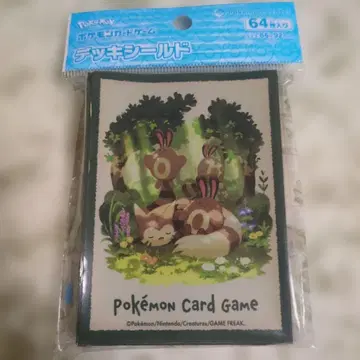 Pokémon
ポケモンカードゲーム
デッキシールド
64枚入り
Pokémon Card Game
©Pokémon/Nintendo/Creatures/GAME FREAK.